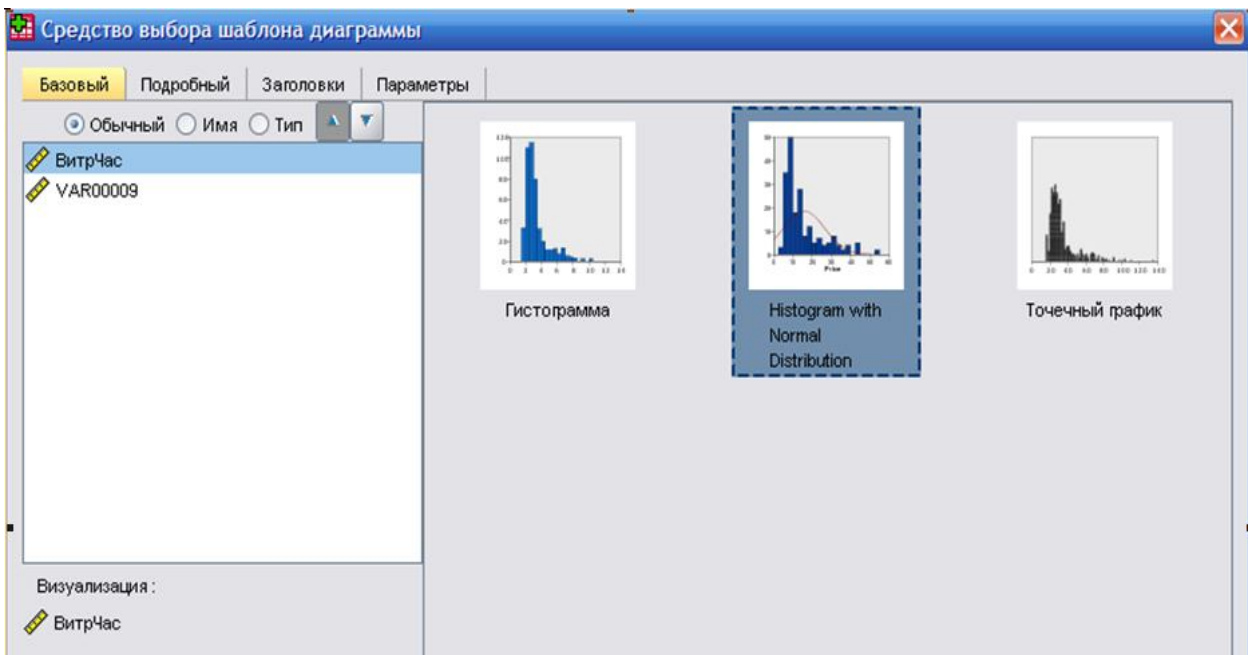 Средство выбора шаблона диаграммы
Базовый Подробный Заголовки Параметры
Обычный Имя Тип
ВитрЧас
VAR00009
Гистограмма
Histogram with
Normal
Distribution
Точечный график
Визуализация :
ВитрЧас